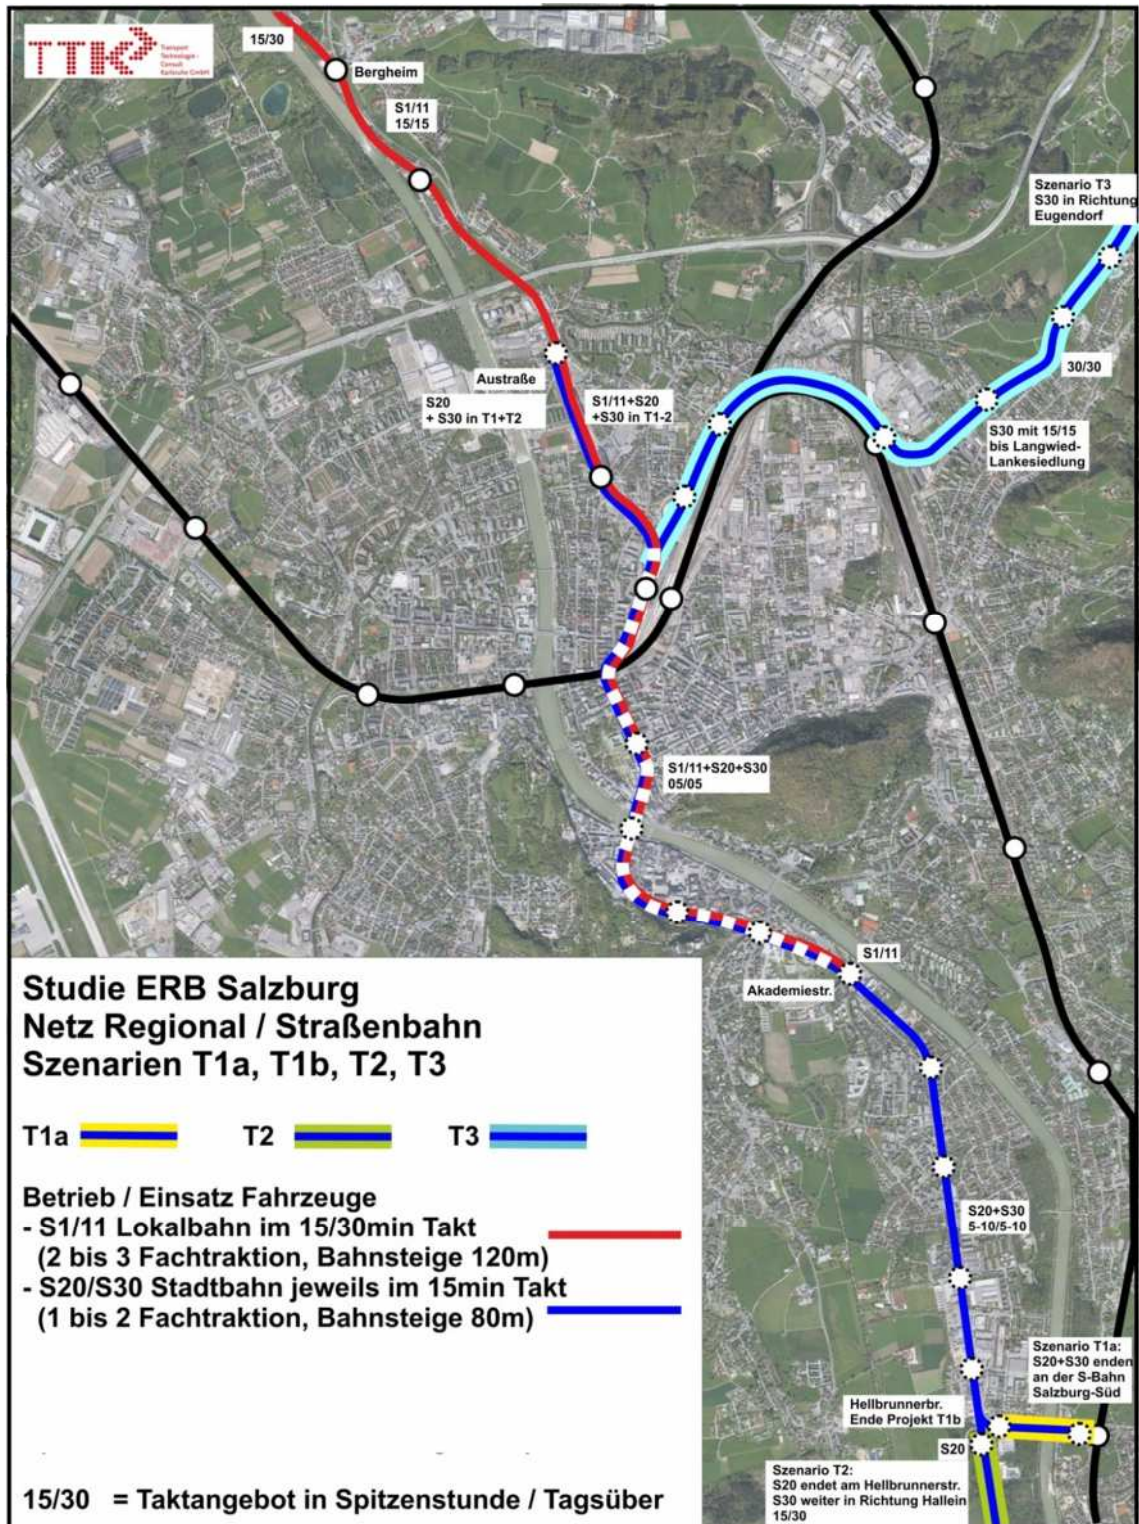 TTK
Transport
Technologie -
Consult
Karlsruhe GmbH
15/30
Bergheim
S1/11
15/15
Szenario T3
S30 in Richtung
Eugendorf
30/30
Austraße
S20
+ S30 in T1+T2
S1/11+S20
+S30 in T1-2
S30 mit 15/15
bis Langwied-
Lankesiedlung
S1/11+S20+S30
05/05
S1/11
Akademiestr.
S20+S30
5-10/5-10
Szenario T1a:
S20+S30 enden
an der S-Bahn
Salzburg-Süd
Hellbrunnerbr.
Ende Projekt T1b
S20
Szenario T2:
S20 endet am Hellbrunnerstr.
S30 weiter in Richtung Hallein
15/30
Studie ERB Salzburg
Netz Regional / Straßenbahn
Szenarien T1a, T1b, T2, T3
T1a T2 T3
Betrieb / Einsatz Fahrzeuge
- S1/11 Lokalbahn im 15/30min Takt
(2 bis 3 Fachtraktion, Bahnsteige 120m)
- S20/S30 Stadtbahn jeweils im 15min Takt
(1 bis 2 Fachtraktion, Bahnsteige 80m)
15/30 = Taktangebot in Spitzenstunde / Tagsüber